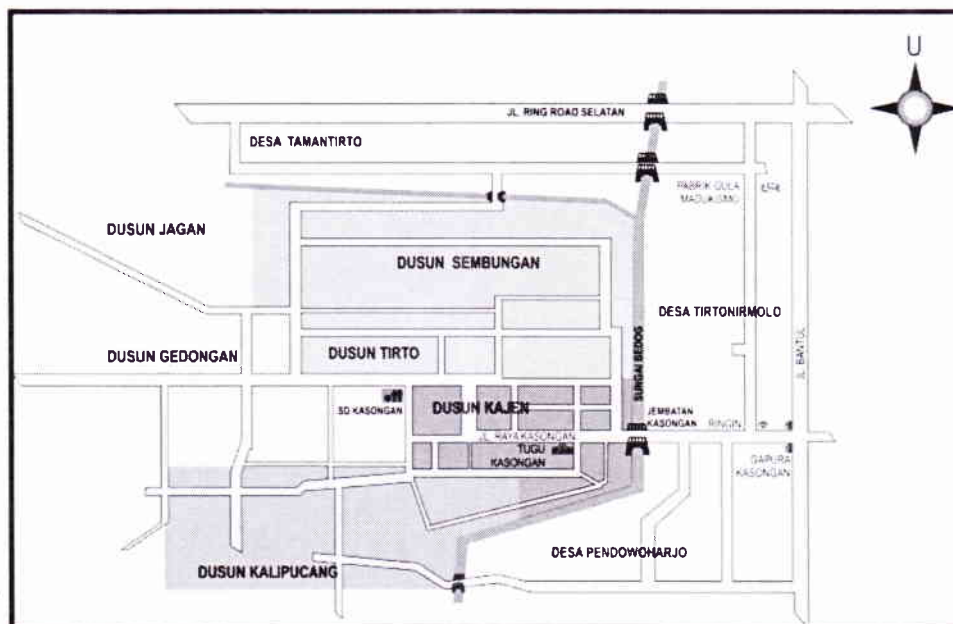 U
JL. RING ROAD SELATAN
DESA TAMANTIRTO
PABRIK GULA
MADUKISMO
DUSUN JAGAN
DUSUN SEMBUNGAN
DESA TIRTONIRMOLO
SUNGAI BEDOG
JL. BANTUL
DUSUN GEDONGAN
DUSUN TIRTO
SD KASONGAN
DUSUN KAJEN
JEMBATAN
KASONGAN
RINGIN
JL. RAYA KASONGAN
TUGU
KASONGAN
GAPURA
KASONGAN
DESA PENDOWOHARJO
DUSUN KALIPUCANG